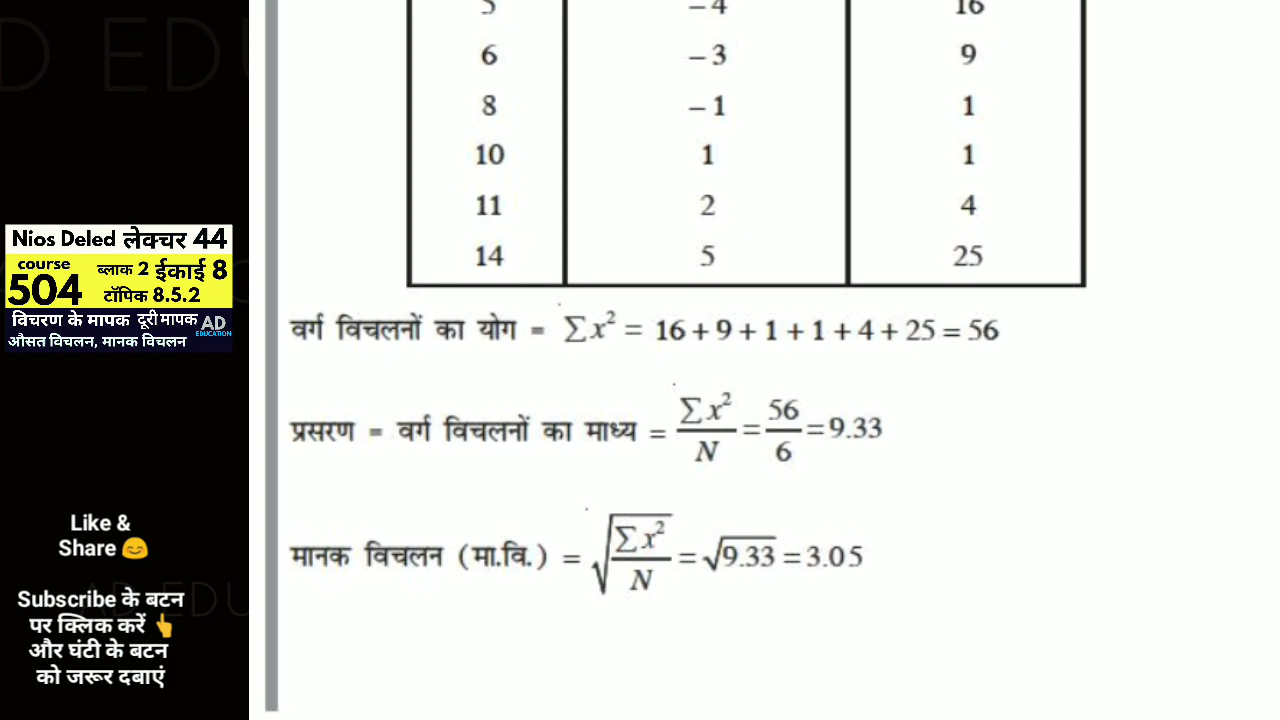 5 – 4 16
6 – 3 9
8 – 1 1
10 1 1
11 2 4
14 5 25
वर्ग विचलनों का योग = ∑x² = 16 + 9 + 1 + 1 + 4 + 25 = 56
प्रसरण = वर्ग विचलनों का माध्य = ∑x²/N = 56/6 = 9.33
मानक विचलन (मा.वि.) = √(∑x²/N) = √9.33 = 3.05
Nios Deled लेक्चर 44
course 504 ब्लाक 2 ईकाई 8
टॉपिक 8.5.2
विचरण के मापक दूरी मापक
औसत विचलन, मानक विचलन
AD
EDUCATION
Like &
Share 😊
Subscribe के बटन
पर क्लिक करें 👆
और घंटी के बटन
को जरूर दबाएं